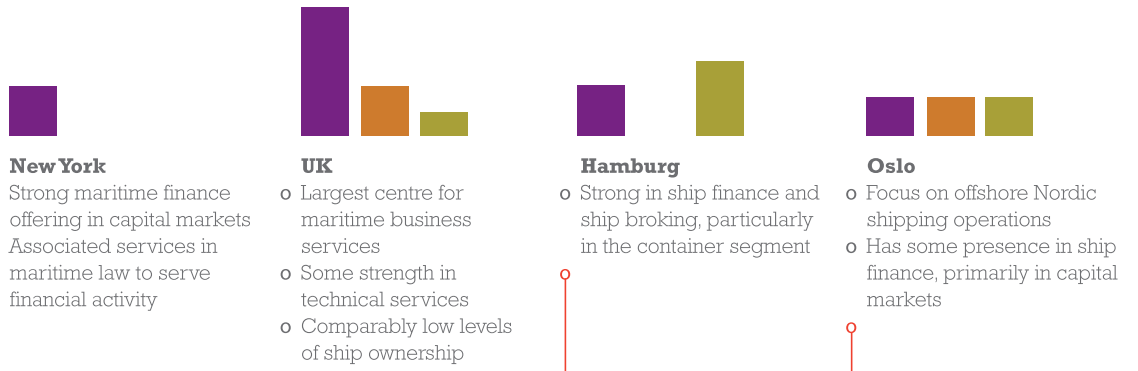 New York
Strong maritime finance
offering in capital markets
Associated services in
maritime law to serve
financial activity
UK
o Largest centre for
maritime business
services
o Some strength in
technical services
o Comparably low levels
of ship ownership
Hamburg
o Strong in ship finance and
ship broking, particularly
in the container segment
Oslo
o Focus on offshore Nordic
shipping operations
o Has some presence in ship
finance, primarily in capital
markets